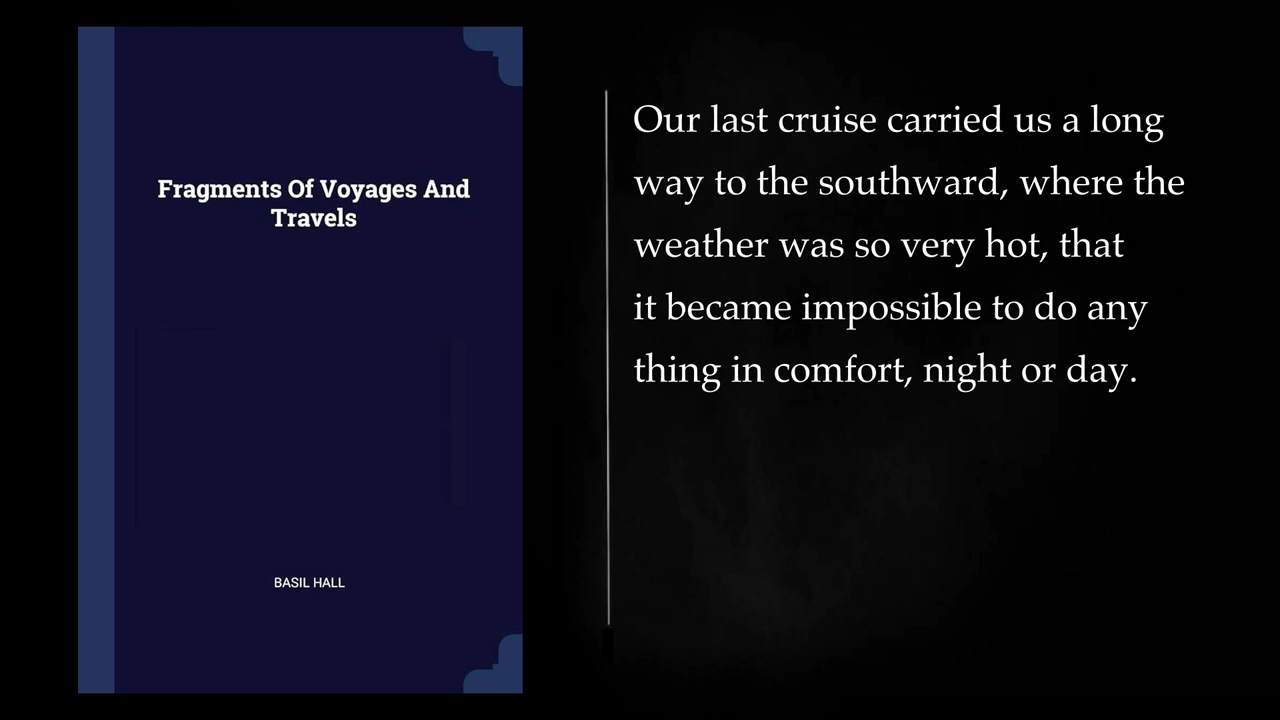 Fragments Of Voyages And
Travels
BASIL HALL
Our last cruise carried us a long
way to the southward, where the
weather was so very hot, that
it became impossible to do any
thing in comfort, night or day.